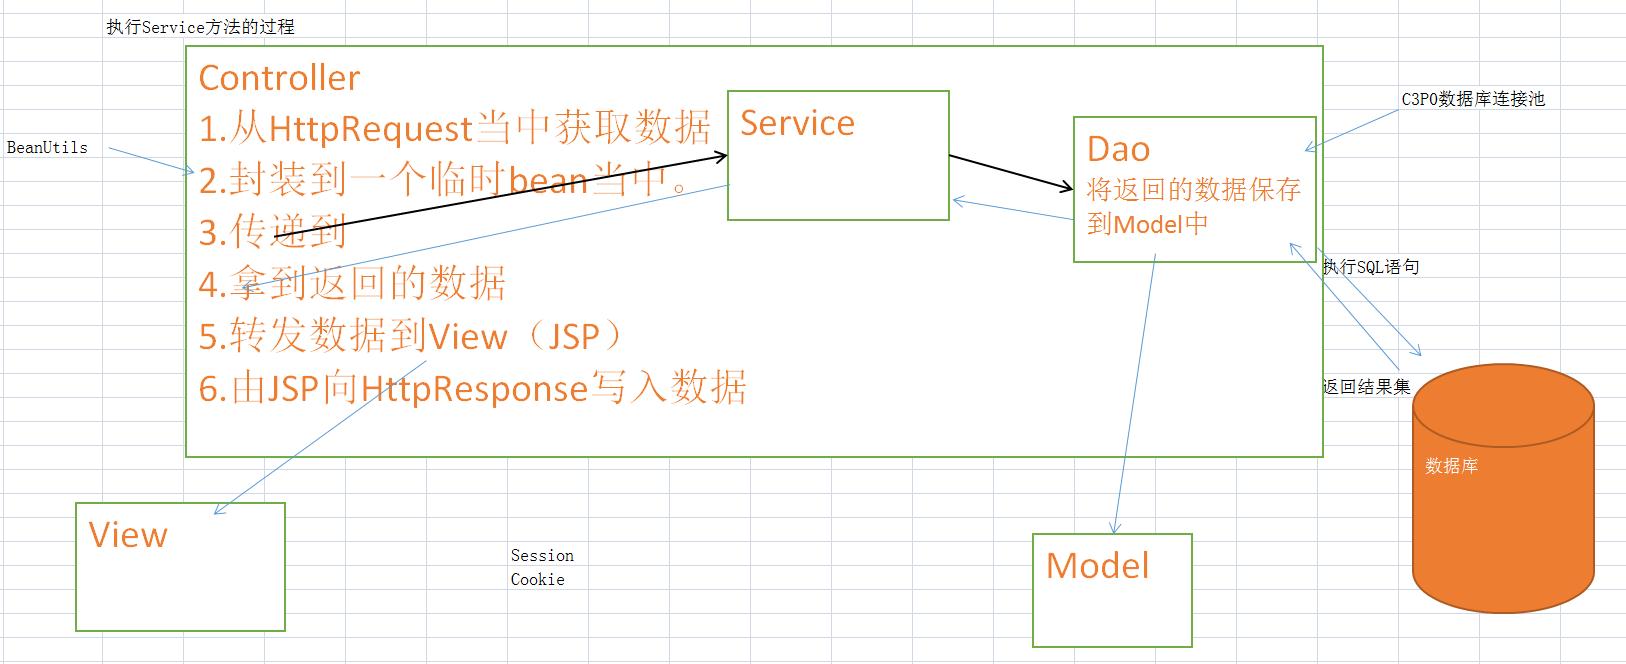 执行Service方法的过程
Controller
1.从HttpRequest当中获取数据
2.封装到一个临时bean当中。
3.传递到
4.拿到返回的数据
5.转发数据到View（JSP）
6.由JSP向HttpResponse写入数据
BeanUtils
Service
Dao
将返回的数据保存
到Model中
C3P0数据库连接池
执行SQL语句
返回结果集
数据库
View
Session
Cookie
Model